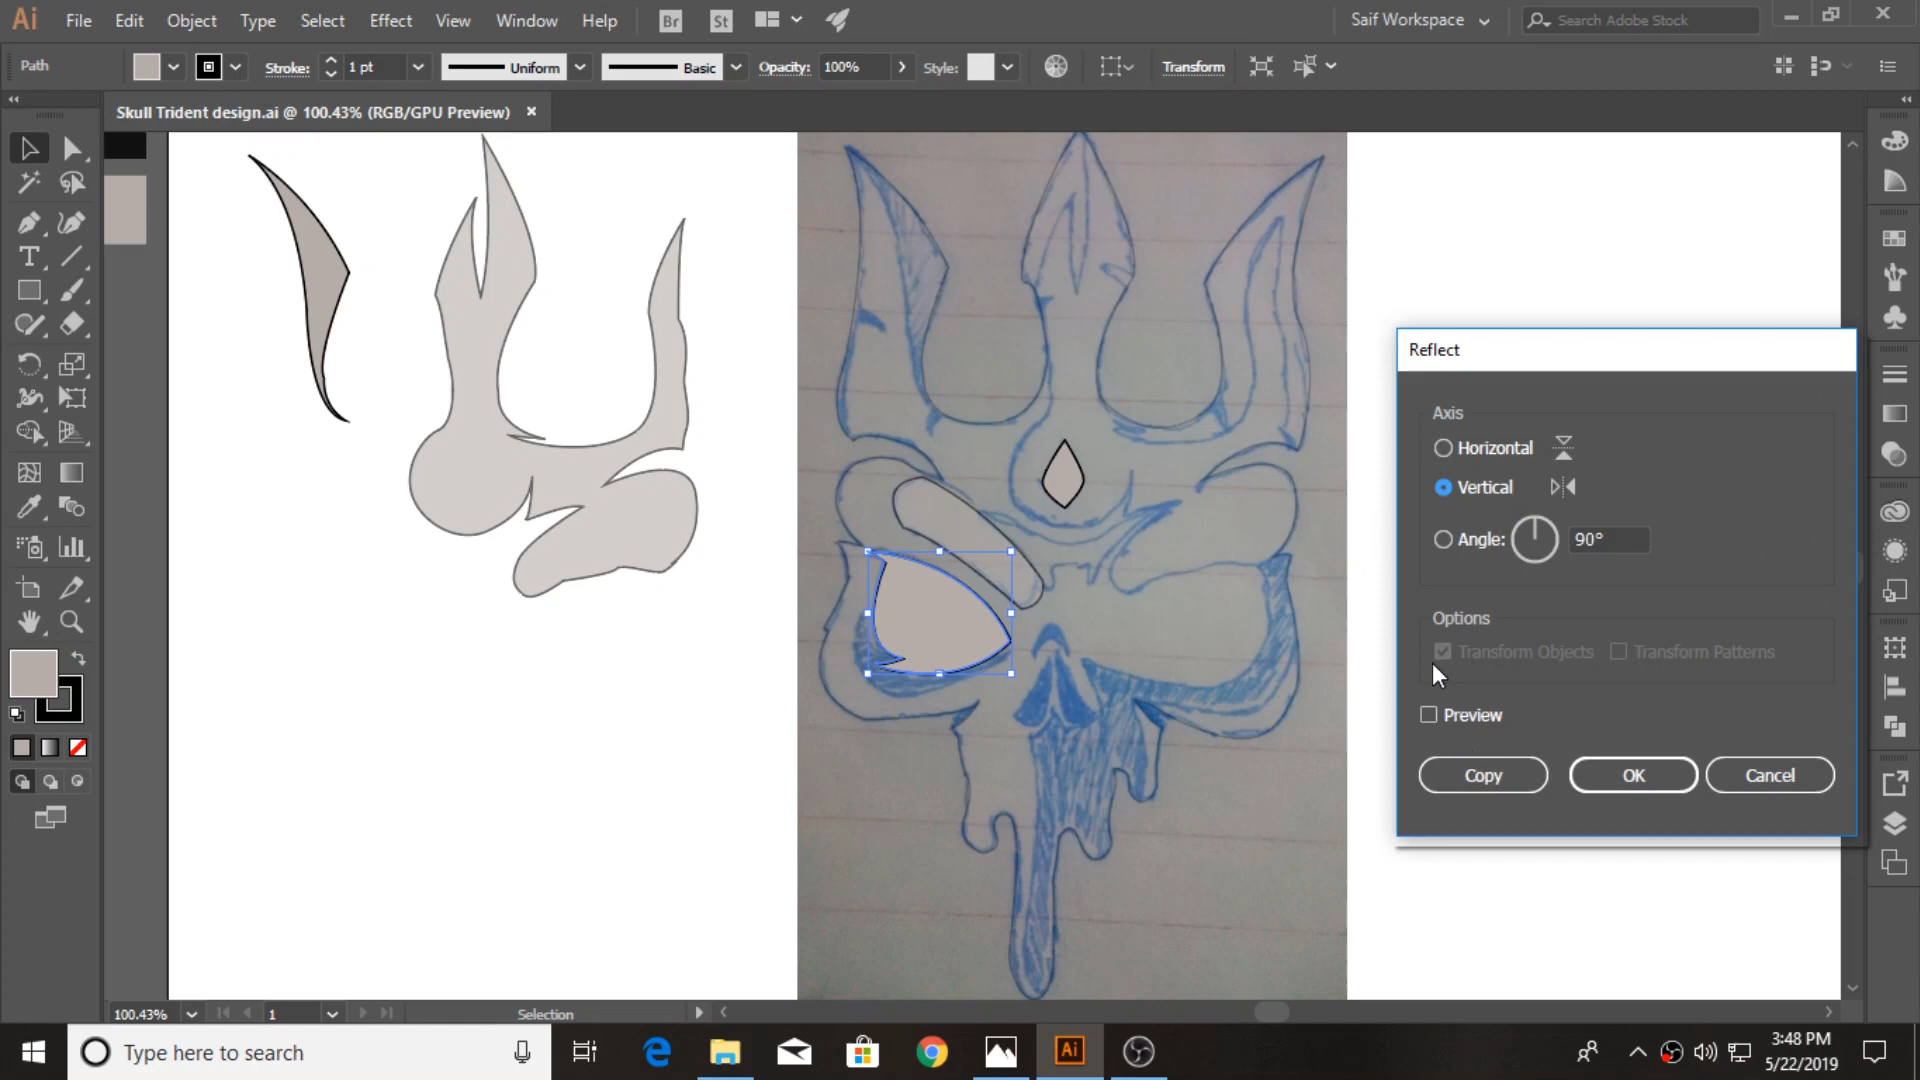 Ai File Edit Object Type Select Effect View Window Help Br St Saif Workspace Search Adobe Stock
Path Stroke: 1 pt Uniform Basic Opacity: 100% Style: Transform
Skull Trident design.ai @ 100.43% (RGB/GPU Preview)
T
Reflect
Axis
Horizontal
Vertical
Angle: 90°
Options
Transform Objects Transform Patterns
Preview
Copy OK Cancel
100.43% 1 Selection
Type here to search Ai 3:48 PM
5/22/2019